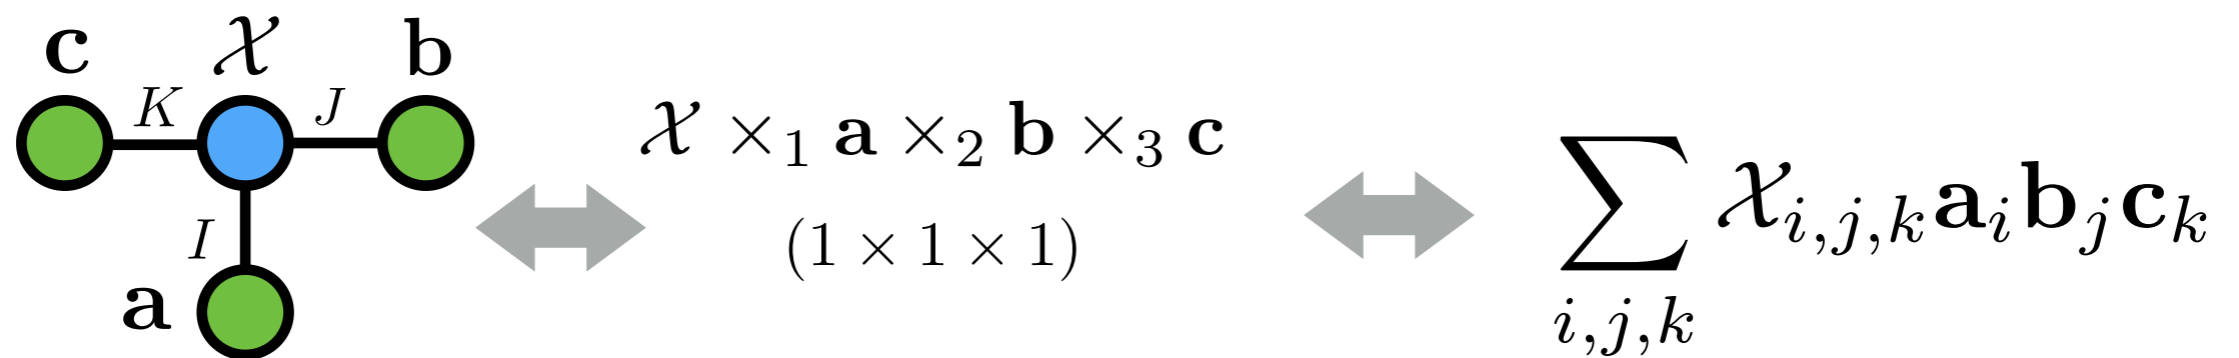 c 𝒳 b
K J
I
a
𝒳 ×₁ a ×₂ b ×₃ c
(1 × 1 × 1)
∑ 𝒳ᵢ,ⱼ,ₖ aᵢ bⱼ cₖ
i,j,k